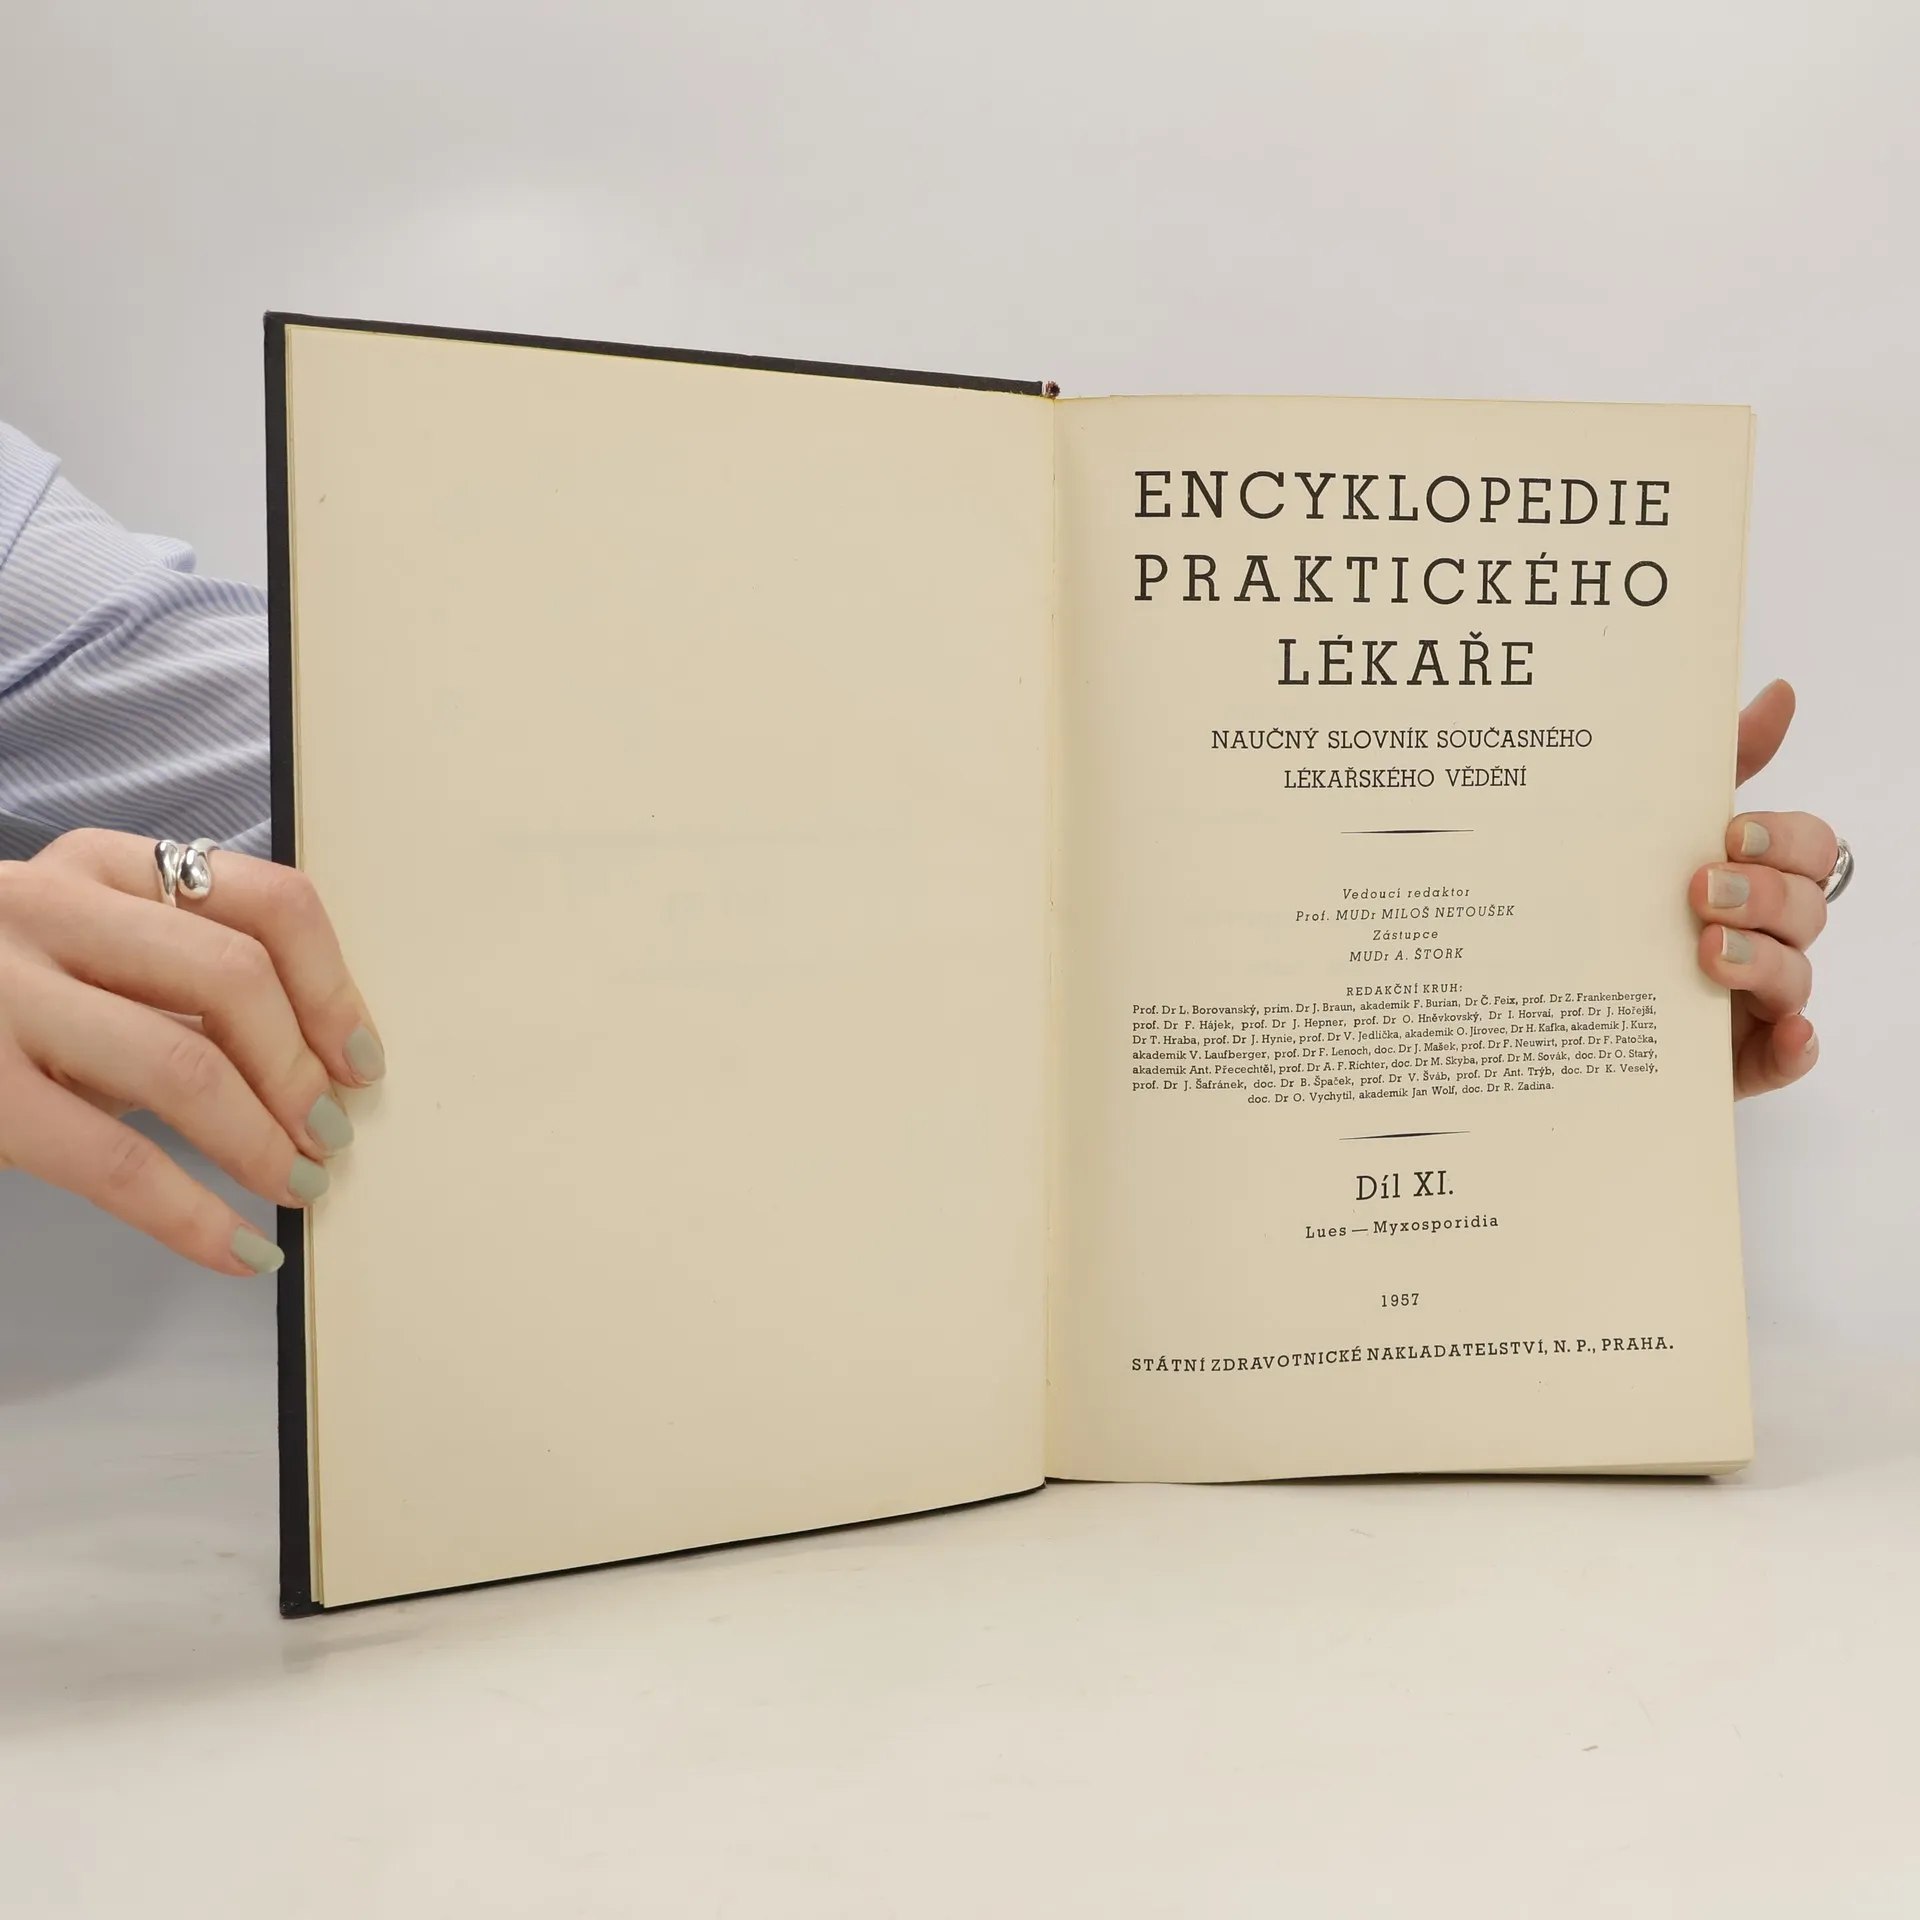 ENCYKLOPEDIE
PRAKTICKÉHO
LÉKAŘE
NAUČNÝ SLOVNÍK SOUČASNÉHO
LÉKAŘSKÉHO VĚDĚNÍ
Vedoucí redaktor
Prof. MUDr MILOŠ NETOUŠEK
Zástupce
MUDr A. ŠTORK
REDAKČNÍ KRUH:
Prof. Dr L. Borovanský, prim. Dr J. Braun, akademik F. Burian, Dr Č. Feix, prof. Dr Z. Frankenberger,
prof. Dr F. Hájek, prof. Dr J. Hepner, prof. Dr O. Hněvkovský, Dr I. Horvai, prof. Dr J. Hořejší,
Dr T. Hraba, prof. Dr J. Hynie, prof. Dr V. Jedlička, akademik O. Jírovec, Dr H. Kafka, akademik J. Kurz,
akademik V. Laufberger, prof. Dr F. Lenoch, doc. Dr J. Mašek, prof. Dr F. Neuwirt, prof. Dr F. Patočka,
akademik Ant. Přecechtěl, prof. Dr A. F. Richter, doc. Dr M. Skyba, prof. Dr M. Sovák, doc. Dr O. Starý,
prof. Dr J. Šafránek, doc. Dr B. Špaček, prof. Dr V. Šváb, prof. Dr Ant. Trýb, doc. Dr K. Veselý,
doc. Dr O. Vychytil, akademik Jan Wolf, doc. Dr R. Zadina.
Díl XI.
Lues — Myxosporidia
1957
STÁTNÍ ZDRAVOTNICKÉ NAKLADATELSTVÍ, N. P., PRAHA.